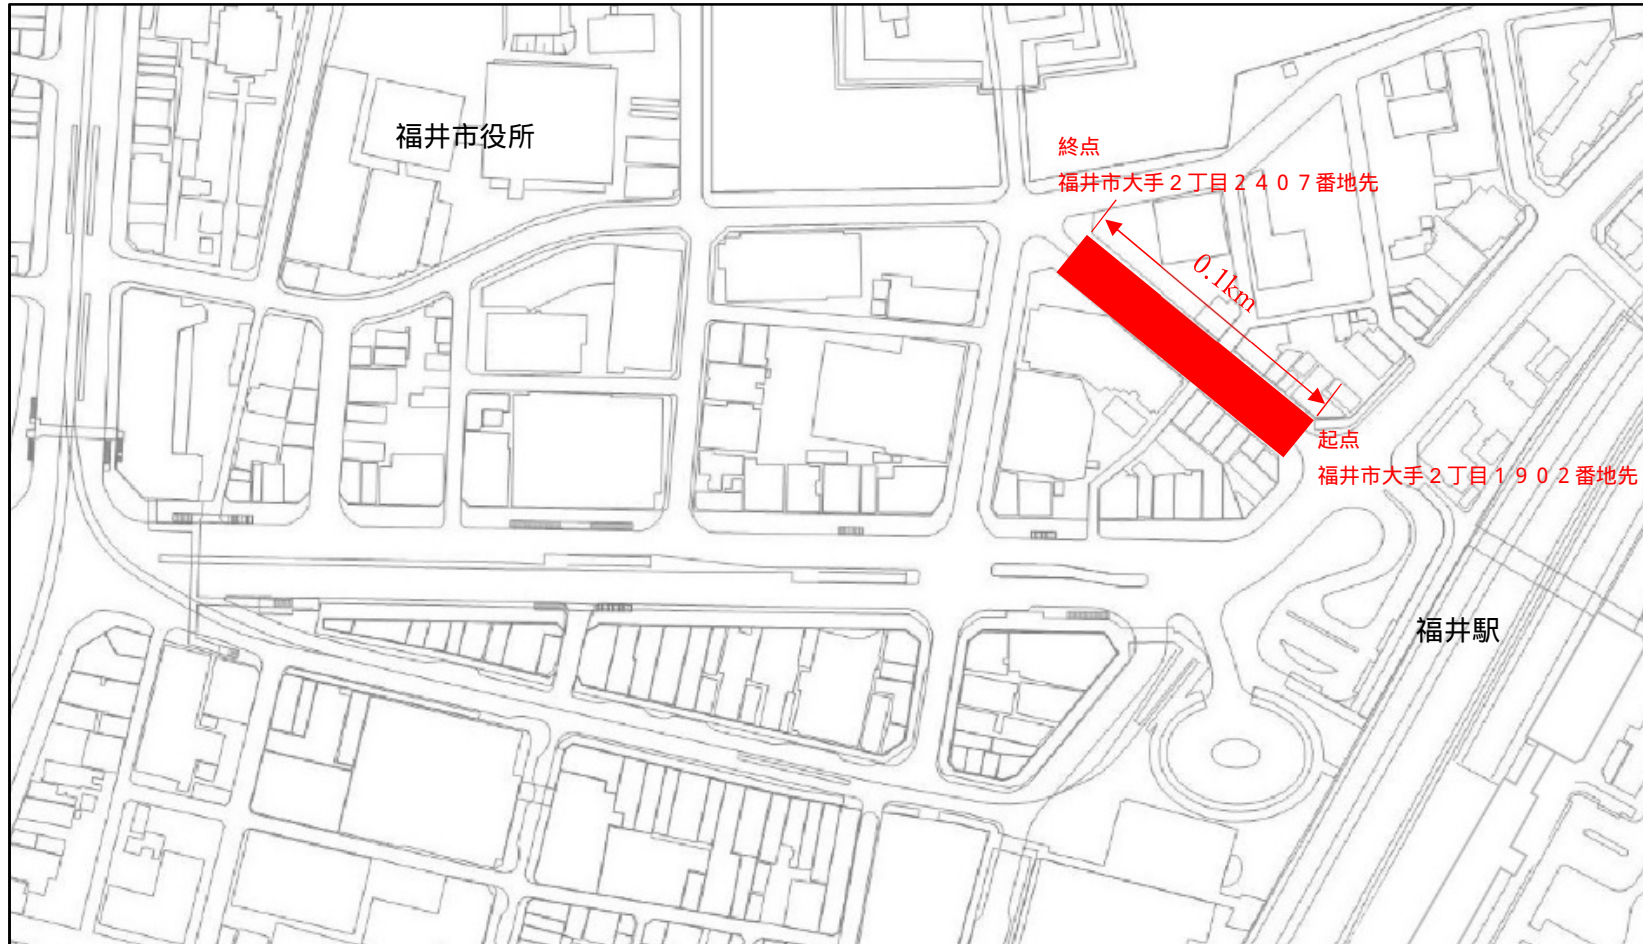 福井市役所
終点
福井市大手２丁目２４０７番地先
0.1km
起点
福井市大手２丁目１９０２番地先
福井駅